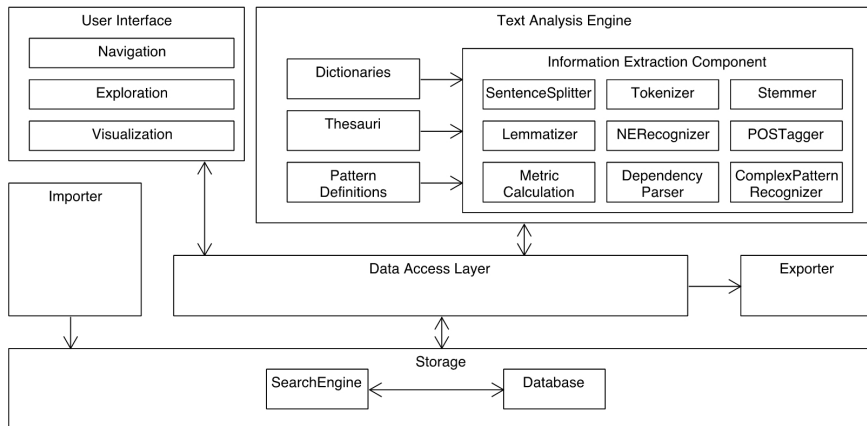 User Interface
Navigation
Exploration
Visualization
Text Analysis Engine
Dictionaries
Thesauri
Pattern
Definitions
Information Extraction Component
SentenceSplitter
Tokenizer
Stemmer
Lemmatizer
NERecognizer
POSTagger
Metric
Calculation
Dependency
Parser
ComplexPattern
Recognizer
Importer
Data Access Layer
Exporter
Storage
SearchEngine
Database